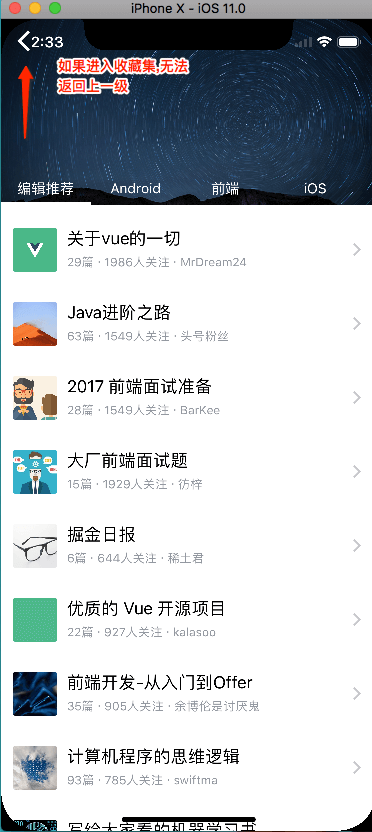 iPhone X - iOS 11.0
2:33
如果进入收藏集,无法
返回上一级
编辑推荐 Android 前端 iOS
关于vue的一切
29篇 · 1986人关注 · MrDream24
Java进阶之路
63篇 · 1549人关注 · 头号粉丝
2017 前端面试准备
28篇 · 1549人关注 · BarKee
大厂前端面试题
15篇 · 1929人关注 · 彷梓
掘金日报
6篇 · 644人关注 · 稀土君
优质的 Vue 开源项目
22篇 · 927人关注 · kalasoo
前端开发-从入门到Offer
35篇 · 905人关注 · 余博伦是讨厌鬼
计算机程序的思维逻辑
93篇 · 785人关注 · swiftma
写给大家看的机器学习书